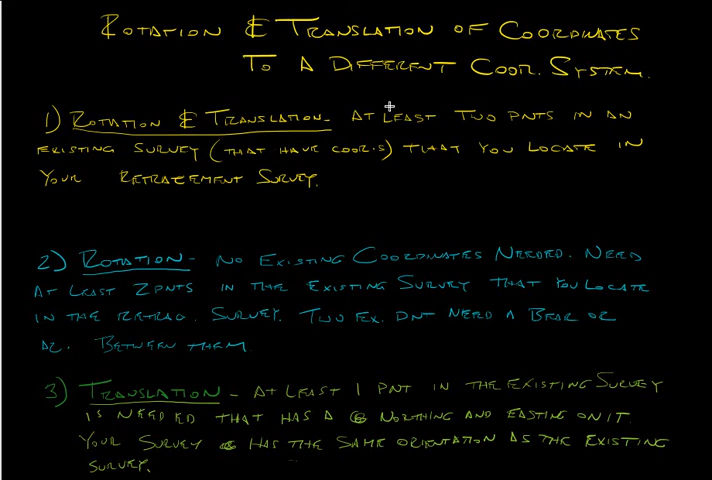 ROTATION & TRANSLATION OF COORDINATES
TO A DIFFERENT COOR. SYSTEM.
1) ROTATION & TRANSLATION - AT LEAST TWO PNTS IN AN
EXISTING SURVEY (THAT HAVE COOR.S) THAT YOU LOCATE IN
YOUR RETRACEMENT SURVEY.
2) ROTATION - NO EXISTING COORDINATES NEEDED. NEED
AT LEAST 2 PNTS IN THE EXISTING SURVEY THAT YOU LOCATE
IN THE RETRAC. SURVEY. TWO EX. PNT NEED A BEAR OR
AZ. BETWEEN THEM
3) TRANSLATION - AT LEAST 1 PNT IN THE EXISTING SURVEY
IS NEEDED THAT HAS A NORTHING AND EASTING ON IT.
YOUR SURVEY HAS THE SAME ORIENTATION AS THE EXISTING
SURVEY.